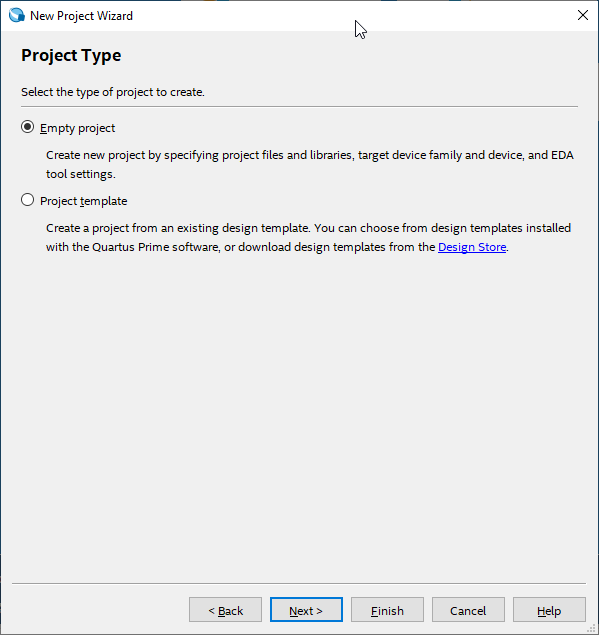 New Project Wizard
Project Type
Select the type of project to create.
Empty project
Create new project by specifying project files and libraries, target device family and device, and EDA
tool settings.
Project template
Create a project from an existing design template. You can choose from design templates installed
with the Quartus Prime software, or download design templates from the Design Store.
< Back Next > Finish Cancel Help